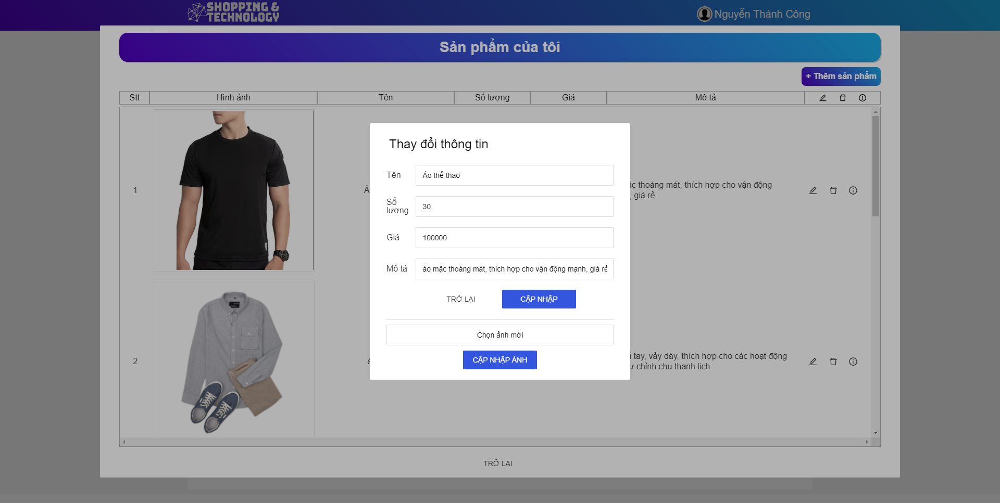 SHOPPING &
TECHNOLOGY
Nguyễn Thành Công
Sản phẩm của tôi
+ Thêm sản phẩm
Stt Hình ảnh Tên Số lượng Giá Mô tả
Thay đổi thông tin
Tên Áo thể thao
Số
lượng 30
Giá 100000
Mô tả áo mặc thoáng mát, thích hợp cho vận động mạnh, giá rẻ
TRỞ LẠI CẬP NHẬP
Chọn ảnh mới
CẬP NHẬP ẢNH
1 thoáng mát, thích hợp cho vận động
, giá rẻ
2 tay, vảy dày, thích hợp cho các hoạt động
chỉnh chu thanh lịch
TRỞ LẠI